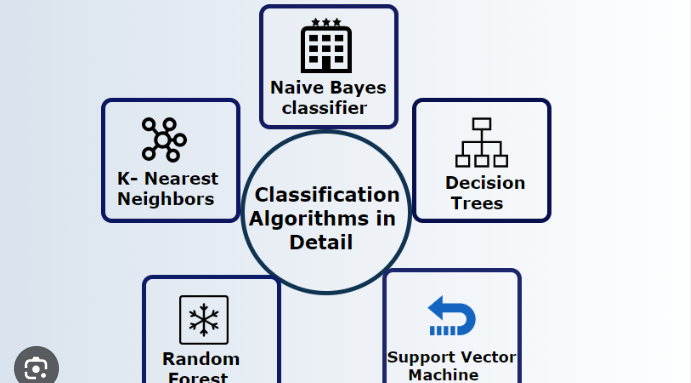 Naive Bayes
classifier
K- Nearest
Neighbors
Decision
Trees
Classification
Algorithms in
Detail
Random
Forest
Support Vector
Machine